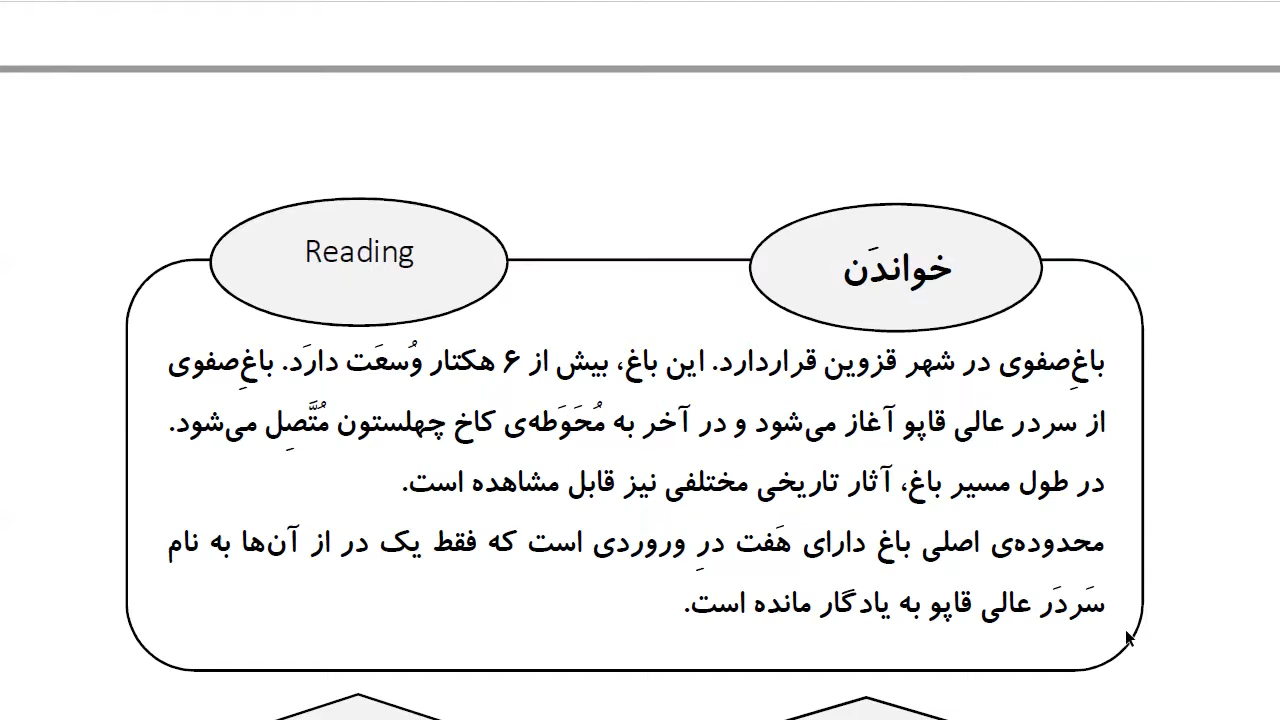 Reading
خواندَن
باغِ‌صفوی در شهر قزوین قراردارد. این باغ، بیش از ۶ هکتار وُسعَت دارَد. باغِ‌صفوی
از سردر عالی قاپو آغاز می‌شود و در آخر به مُحَوَطه‌ی کاخ چهلستون مُتَّصِل می‌شود.
در طول مسیر باغ، آثار تاریخی مختلفی نیز قابل مشاهده است.
محدوده‌ی اصلی باغ دارای هَفت درِ وروردی است که فقط یک در از آن‌ها به نام
سَردَر عالی قاپو به یادگار مانده است.